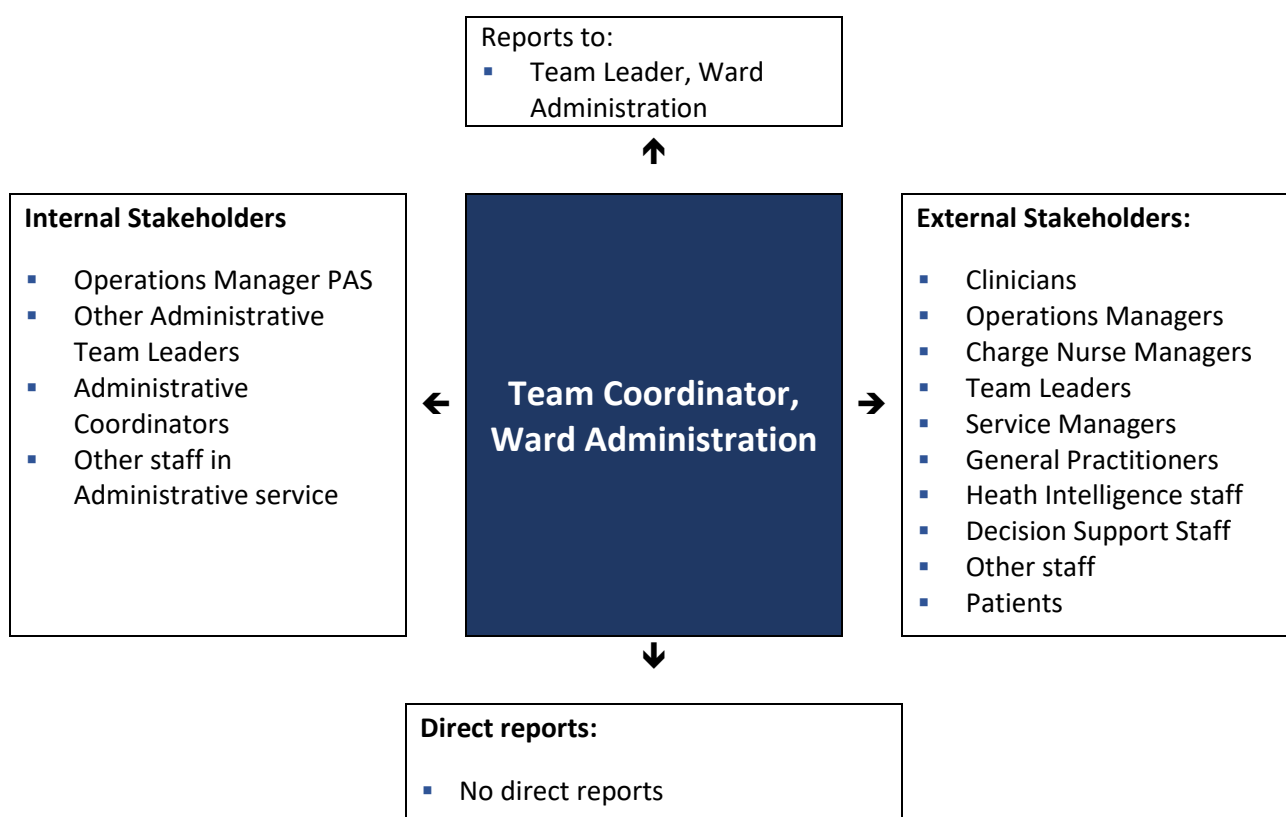 Reports to:
▪ Team Leader, Ward
Administration
Internal Stakeholders
▪ Operations Manager PAS
▪ Other Administrative
Team Leaders
▪ Administrative
Coordinators
▪ Other staff in
Administrative service
Team Coordinator,
Ward Administration
External Stakeholders:
▪ Clinicians
▪ Operations Managers
▪ Charge Nurse Managers
▪ Team Leaders
▪ Service Managers
▪ General Practitioners
▪ Heath Intelligence staff
▪ Decision Support Staff
▪ Other staff
▪ Patients
Direct reports:
▪ No direct reports